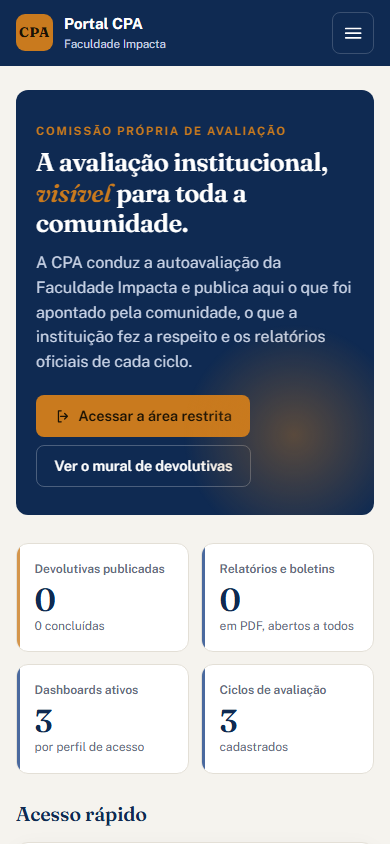 CPA
Portal CPA
Faculdade Impacta
COMISSÃO PRÓPRIA DE AVALIAÇÃO
A avaliação institucional,
visível para toda a
comunidade.
A CPA conduz a autoavaliação da
Faculdade Impacta e publica aqui o que foi
apontado pela comunidade, o que a
instituição fez a respeito e os relatórios
oficiais de cada ciclo.
Acessar a área restrita
Ver o mural de devolutivas
Devolutivas publicadas
0
0 concluídas
Relatórios e boletins
0
em PDF, abertos a todos
Dashboards ativos
3
por perfil de acesso
Ciclos de avaliação
3
cadastrados
Acesso rápido